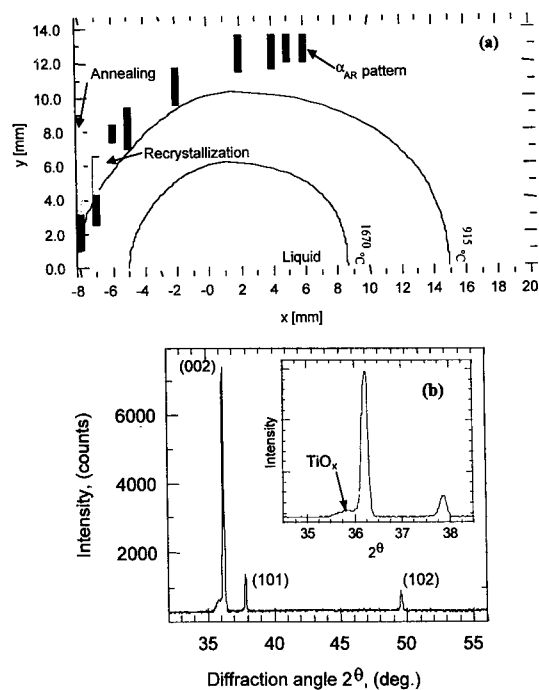 14.0
12.0
10.0
8.0
6.0
4.0
2.0
0.0
y [mm]
(a)
Annealing
αAR pattern
Recrystallization
Liquid
1670 °C
915 °C
-8 -6 -4 -2 -0 2 4 6 8 10 12 14 16 18 20
x [mm]
(002)
(b)
6000
4000
2000
Intensity, (counts)
Intensity
TiOx
35 36 37 38
2θ
(101)
(102)
35 40 45 50 55
Diffraction angle 2θ, (deg.)